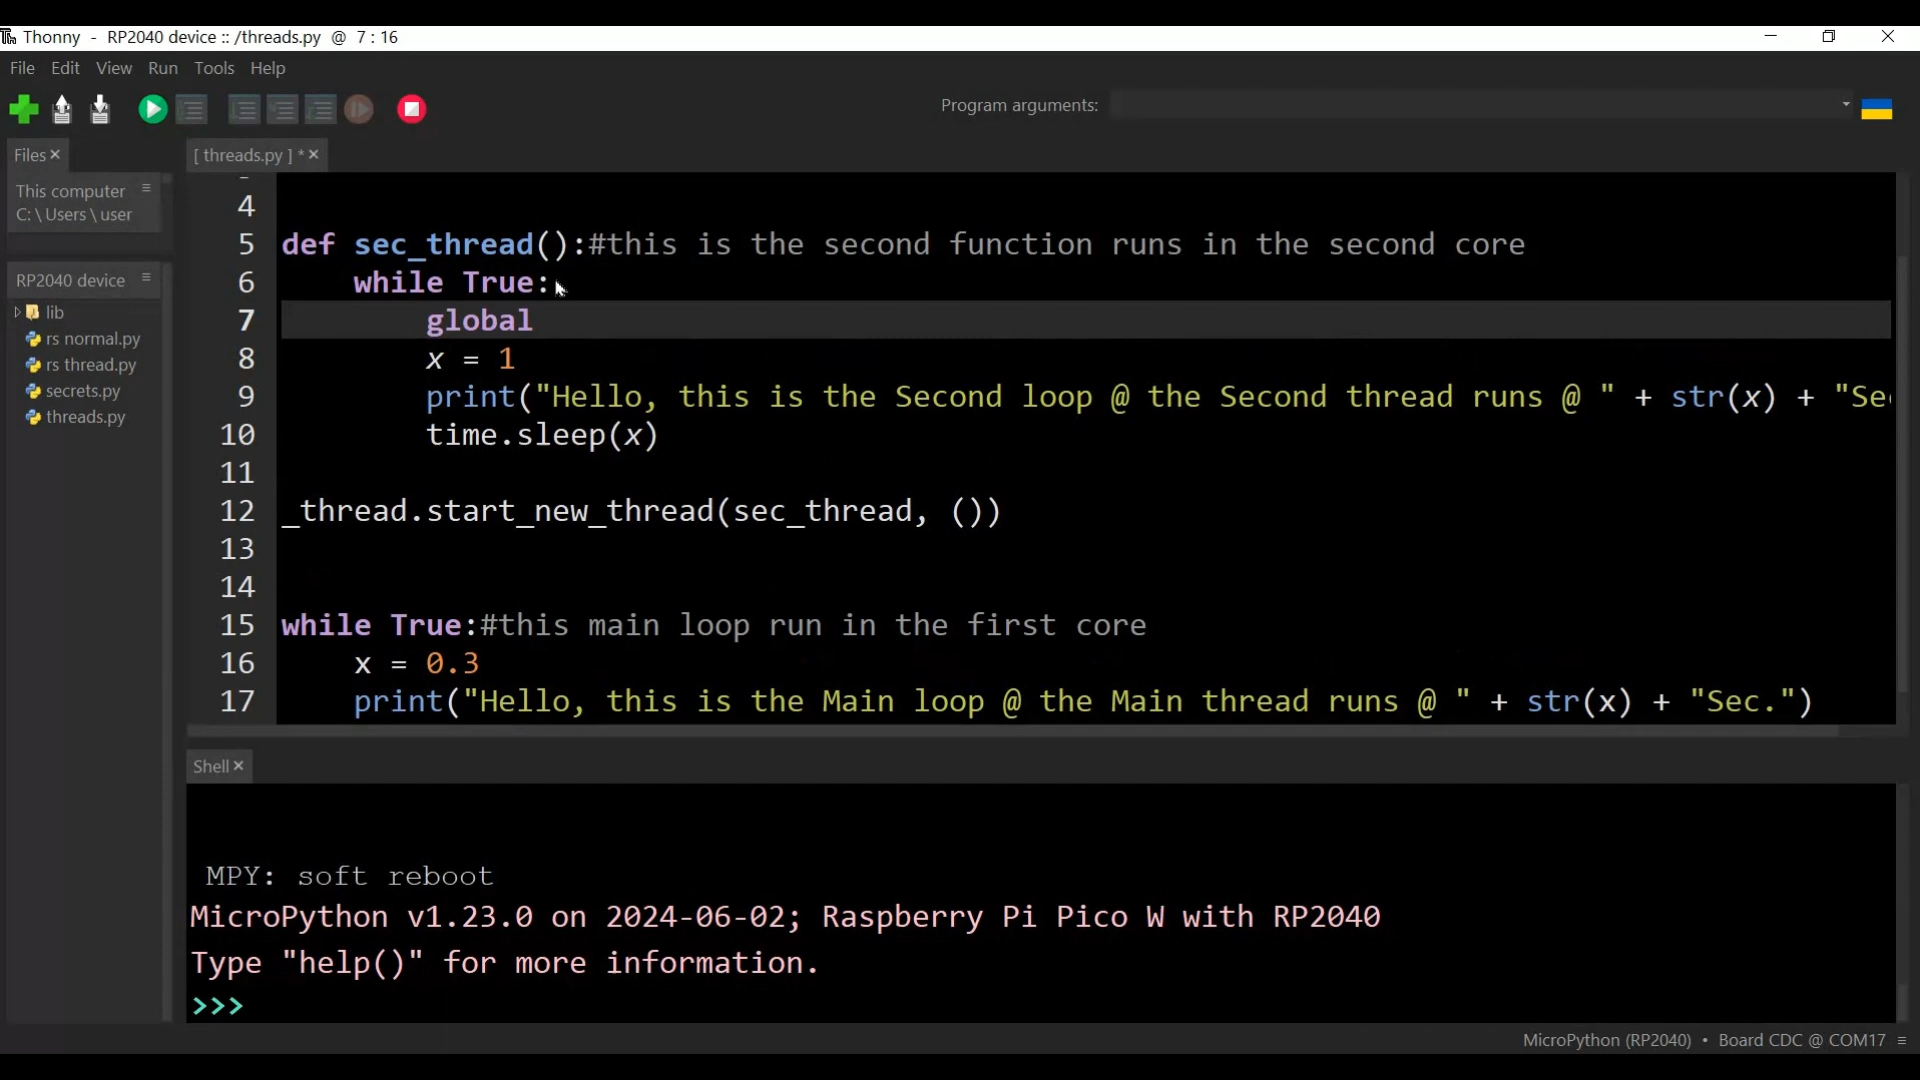 Thonny - RP2040 device :: /threads.py @ 7 : 16
File Edit View Run Tools Help
Program arguments:
Files
[ threads.py ] *
This computer
C: \ Users \ user
RP2040 device
lib
rs normal.py
rs thread.py
secrets.py
threads.py
4
5 def sec_thread():#this is the second function runs in the second core
6 while True:
7 global
8 x = 1
9 print("Hello, this is the Second loop @ the Second thread runs @ " + str(x) + "Se
10 time.sleep(x)
11
12 _thread.start_new_thread(sec_thread, ())
13
14
15 while True:#this main loop run in the first core
16 x = 0.3
17 print("Hello, this is the Main loop @ the Main thread runs @ " + str(x) + "Sec.")
Shell
MPY: soft reboot
MicroPython v1.23.0 on 2024-06-02; Raspberry Pi Pico W with RP2040
Type "help()" for more information.
>>>
MicroPython (RP2040) • Board CDC @ COM17